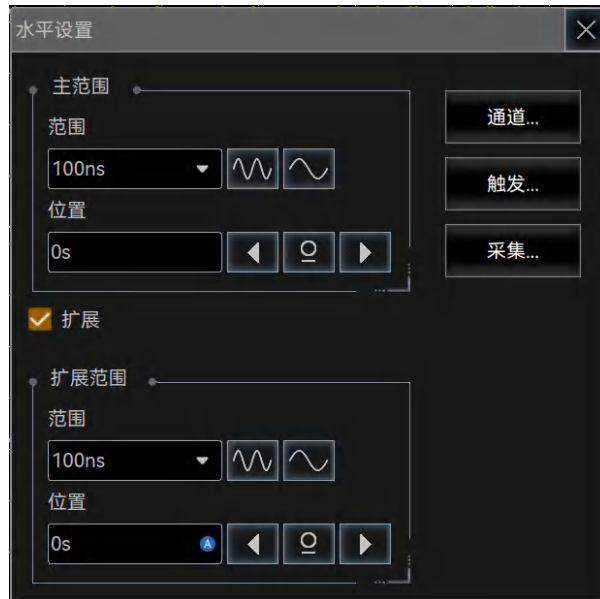 水平设置
主范围
范围
100ns
位置
0s
通道...
触发...
采集...
扩展
扩展范围
范围
100ns
位置
0s
A